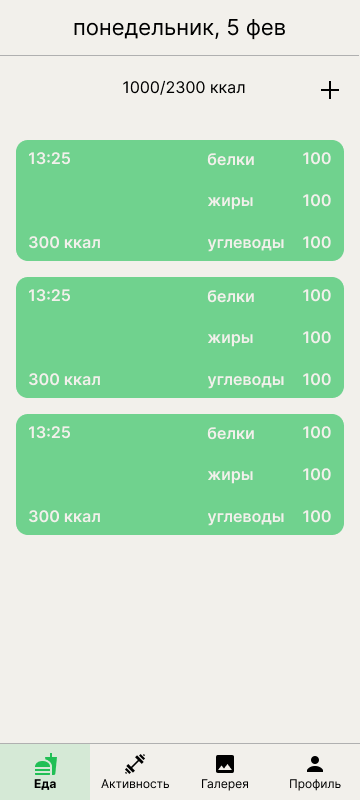 понедельник, 5 фев
1000/2300 ккал
13:25 белки 100
жиры 100
300 ккал углеводы 100
13:25 белки 100
жиры 100
300 ккал углеводы 100
13:25 белки 100
жиры 100
300 ккал углеводы 100
Еда Активность Галерея Профиль